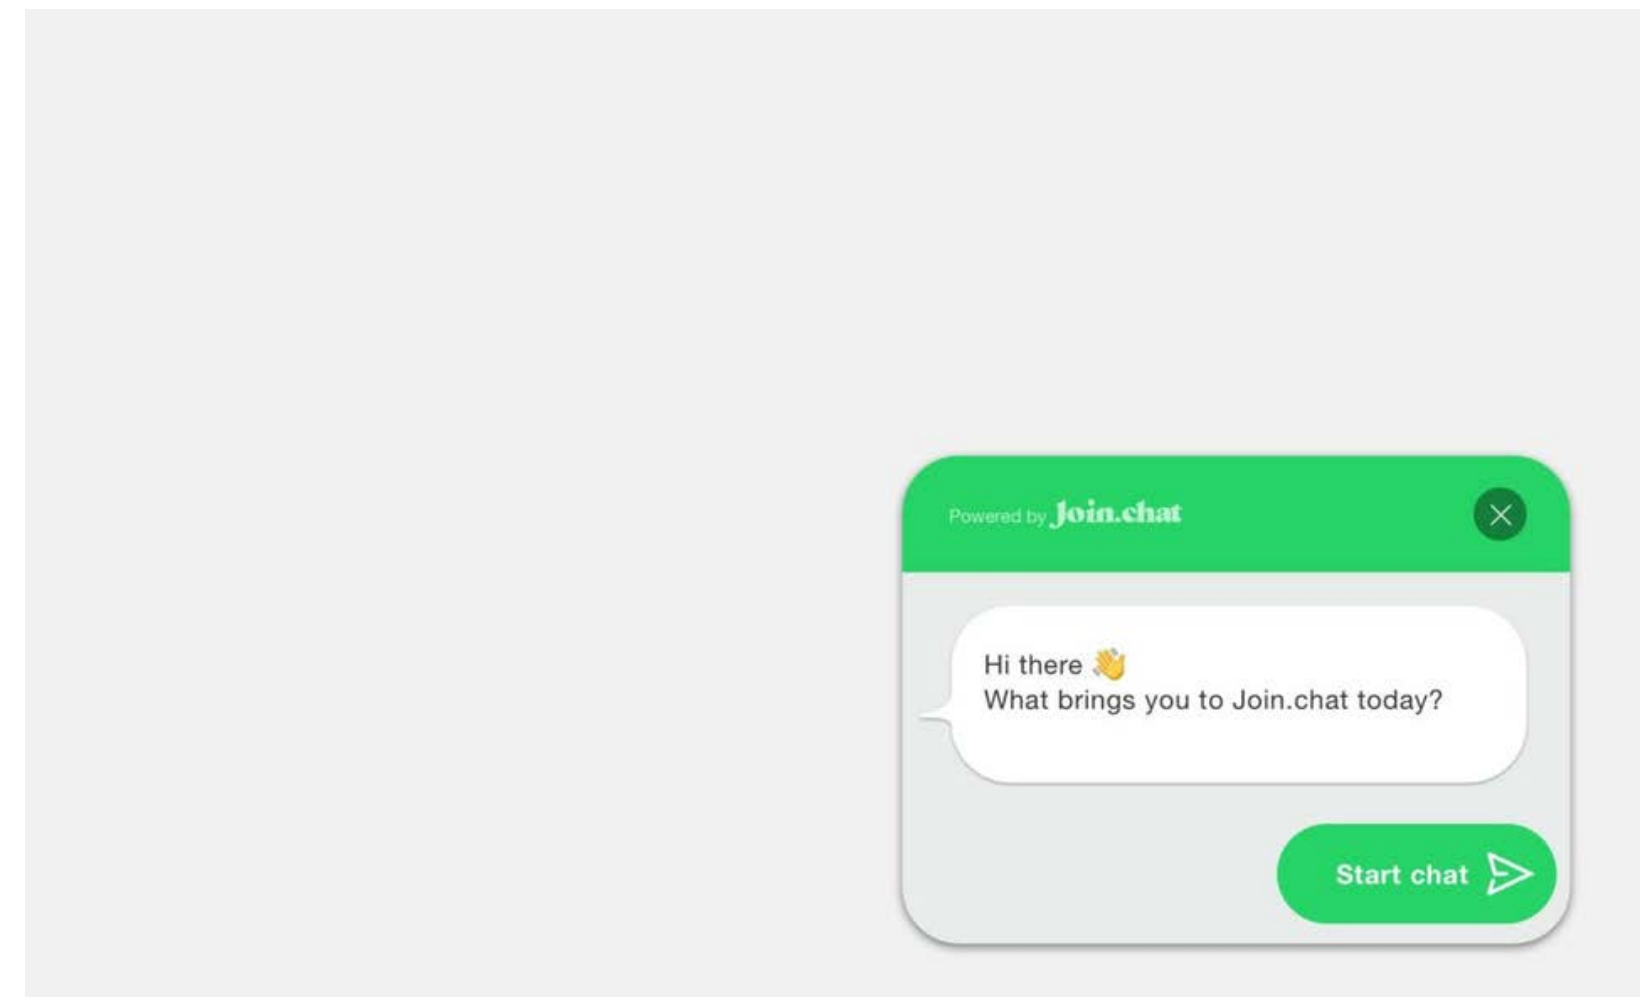 Powered by Join.chat
Hi there 👋
What brings you to Join.chat today?
Start chat